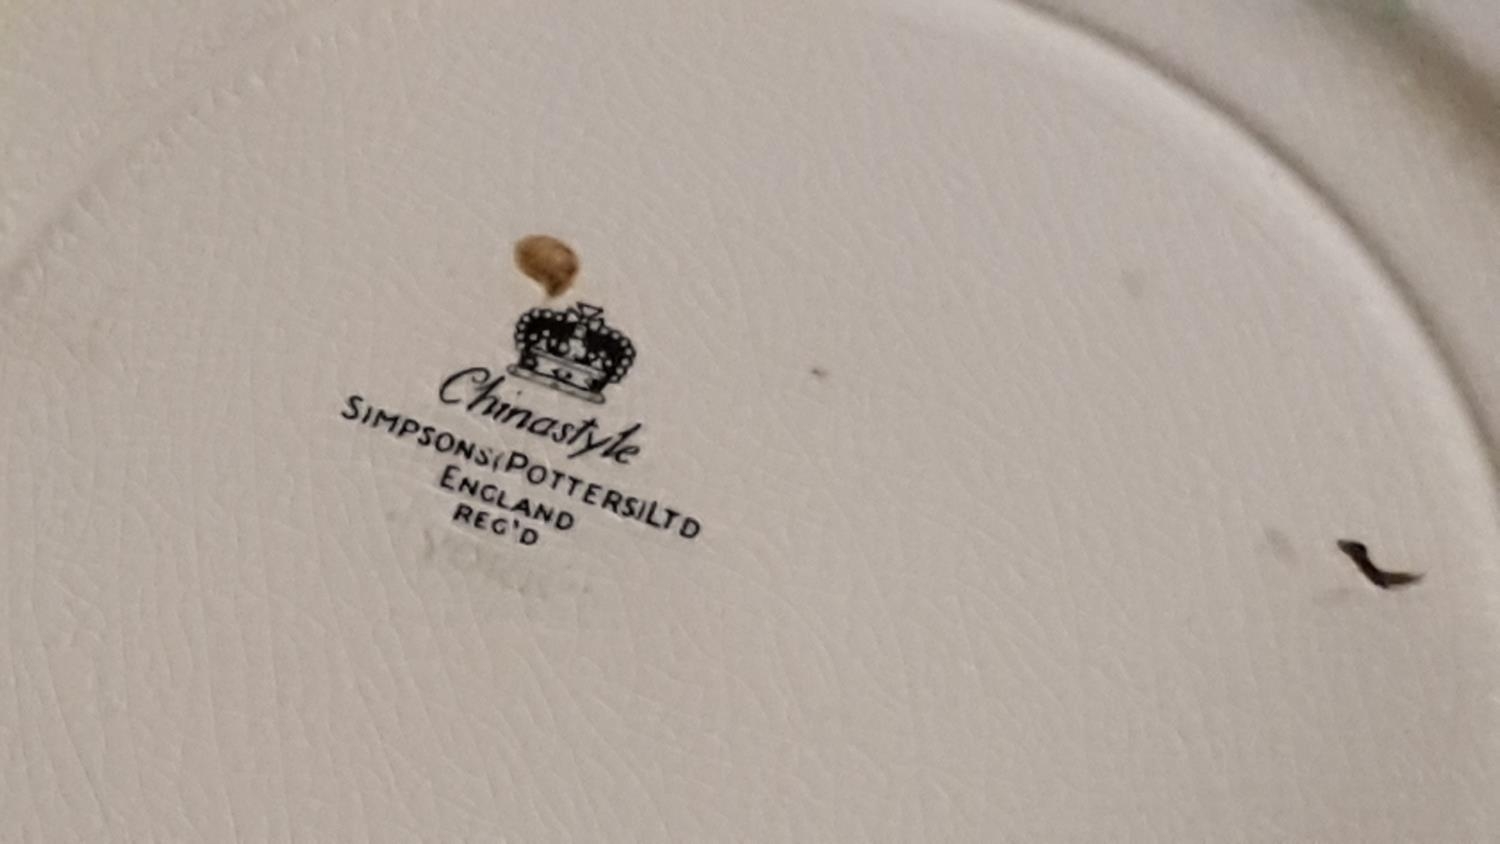 Chinastyle
SIMPSONS(POTTERS)LTD
ENGLAND
REG'D